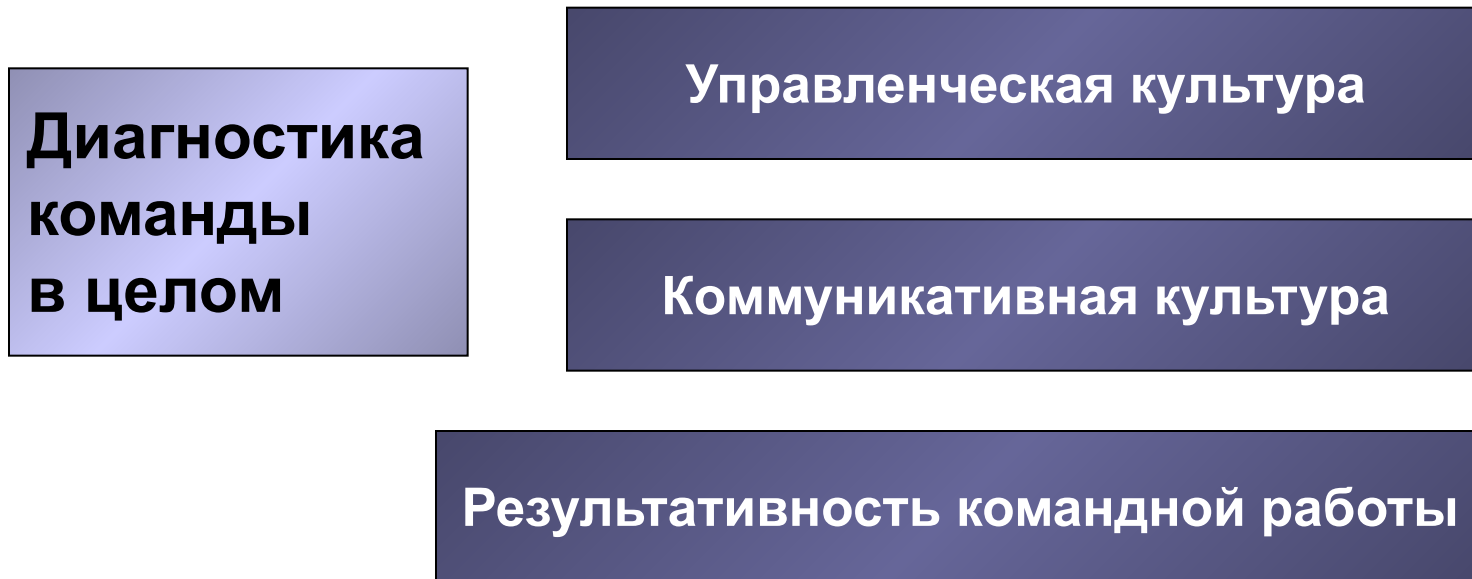 Диагностика
команды
в целом
Управленческая культура
Коммуникативная культура
Результативность командной работы